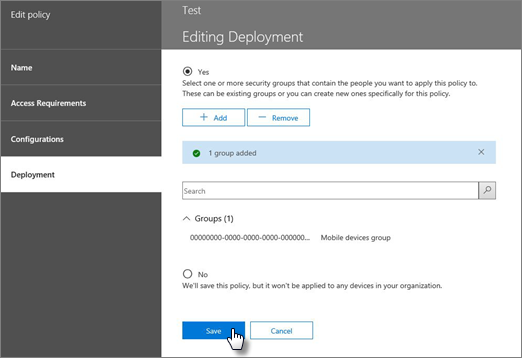 Edit policy
Test
Editing Deployment
Name
Access Requirements
Configurations
Deployment
Yes
Select one or more security groups that contain the people you want to apply this policy to.
These can be existing groups or you can create new ones specifically for this policy.
Add
Remove
1 group added
Search
Groups (1)
00000000-0000-0000-0000-000000... Mobile devices group
No
We'll save this policy, but it won't be applied to any devices in your organization.
Save
Cancel